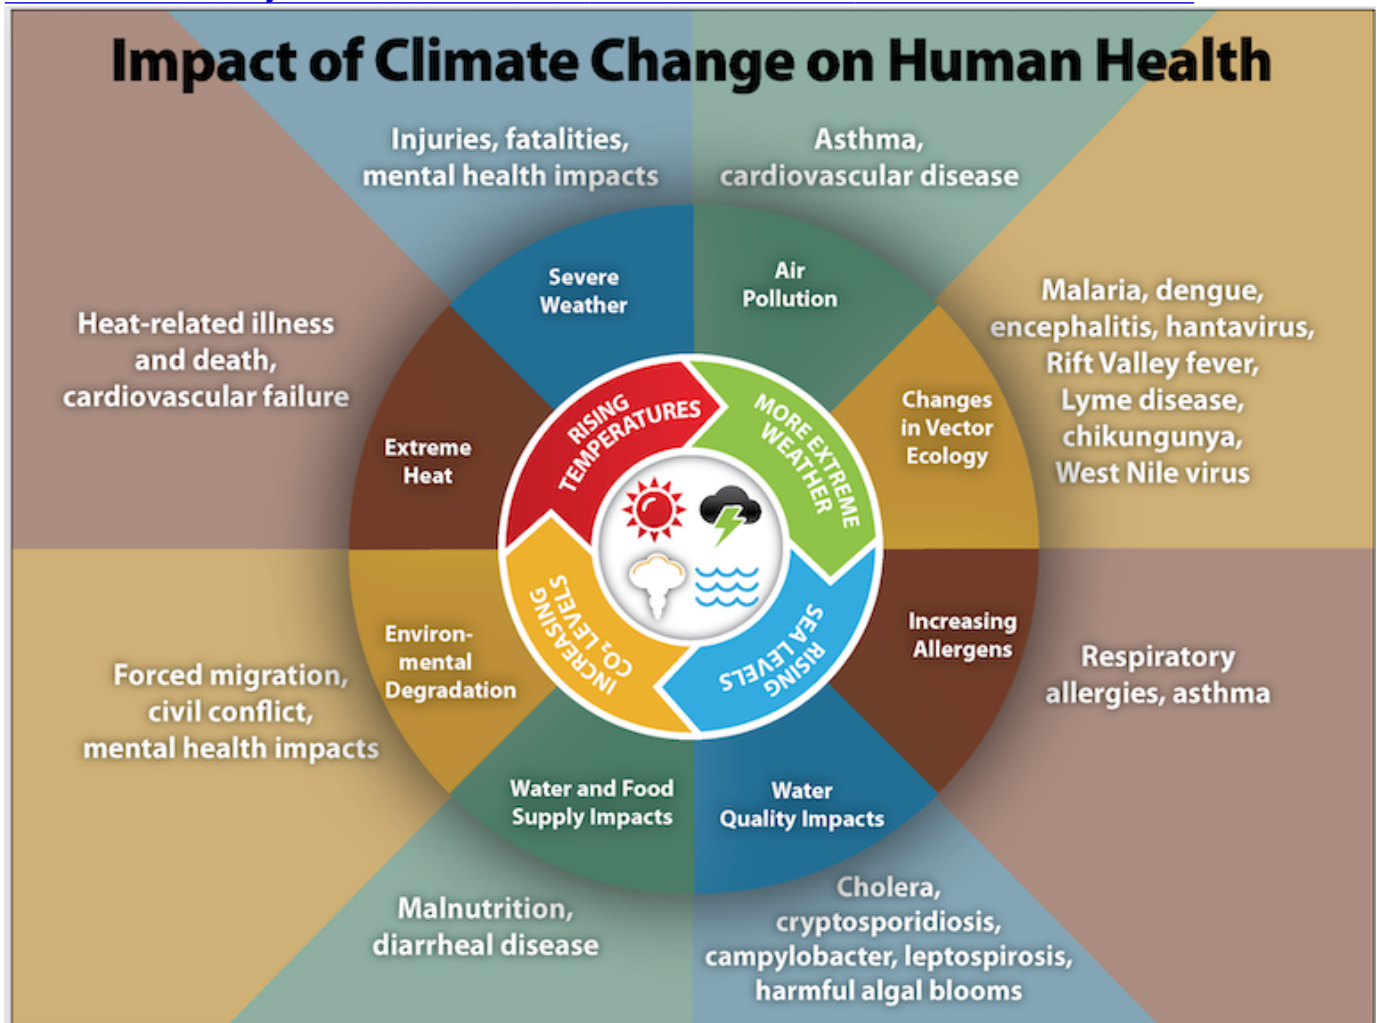 Impact of Climate Change on Human Health
Injuries, fatalities,
mental health impacts
Asthma,
cardiovascular disease
Severe
Weather
Air
Pollution
Malaria, dengue,
encephalitis, hantavirus,
Rift Valley fever,
Lyme disease,
chikungunya,
West Nile virus
Heat-related illness
and death,
cardiovascular failure
Extreme
Heat
Changes
in Vector
Ecology
RISING
TEMPERATURES
MORE EXTREME
WEATHER
INCREASING
CO₂ LEVELS
RISING
SEA LEVELS
Environ-
mental
Degradation
Increasing
Allergens
Forced migration,
civil conflict,
mental health impacts
Respiratory
allergies, asthma
Water and Food
Supply Impacts
Water
Quality Impacts
Malnutrition,
diarrheal disease
Cholera,
cryptosporidiosis,
campylobacter, leptospirosis,
harmful algal blooms